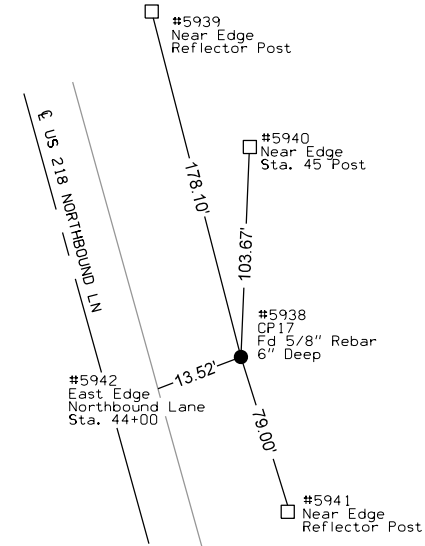 #5939
Near Edge
Reflector Post
℄ US 218 NORTHBOUND LN
178.10'
#5940
Near Edge
Sta. 45 Post
103.67'
#5938
CP17
Fd 5/8" Rebar
6" Deep
13.52'
#5942
East Edge
Northbound Lane
Sta. 44+00
79.00'
#5941
Near Edge
Reflector Post